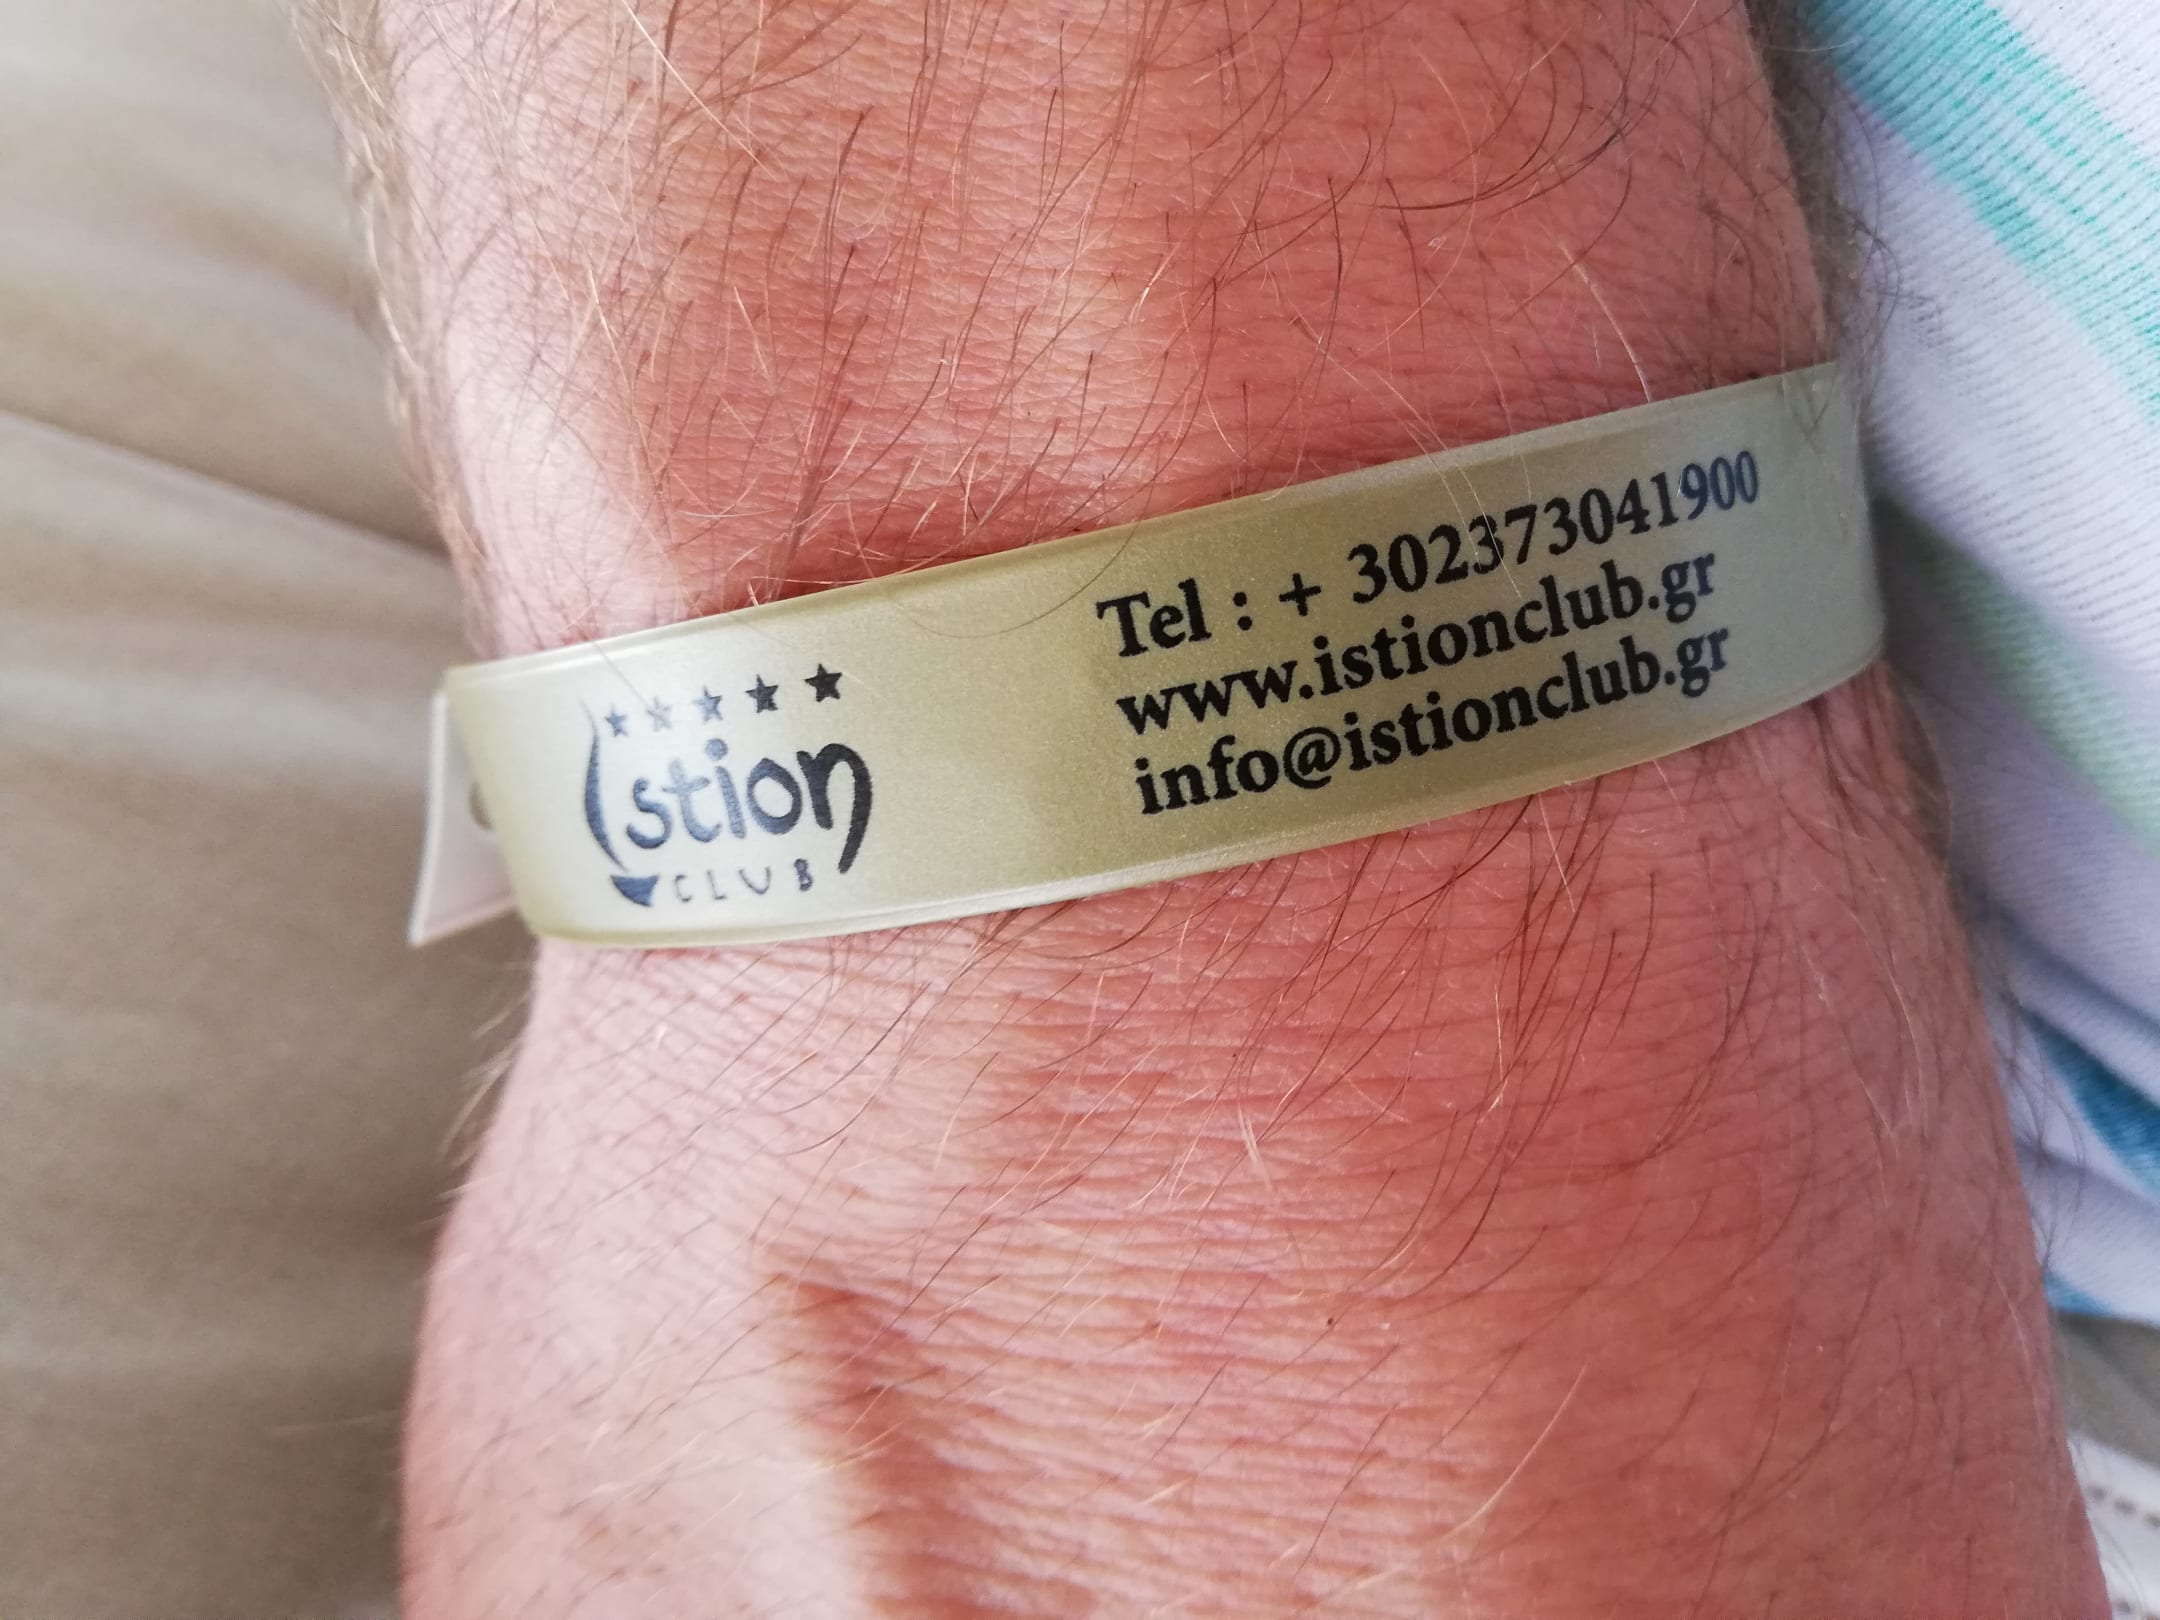 Istion
CLUB
Tel : + 302373041900
www.istionclub.gr
info@istionclub.gr